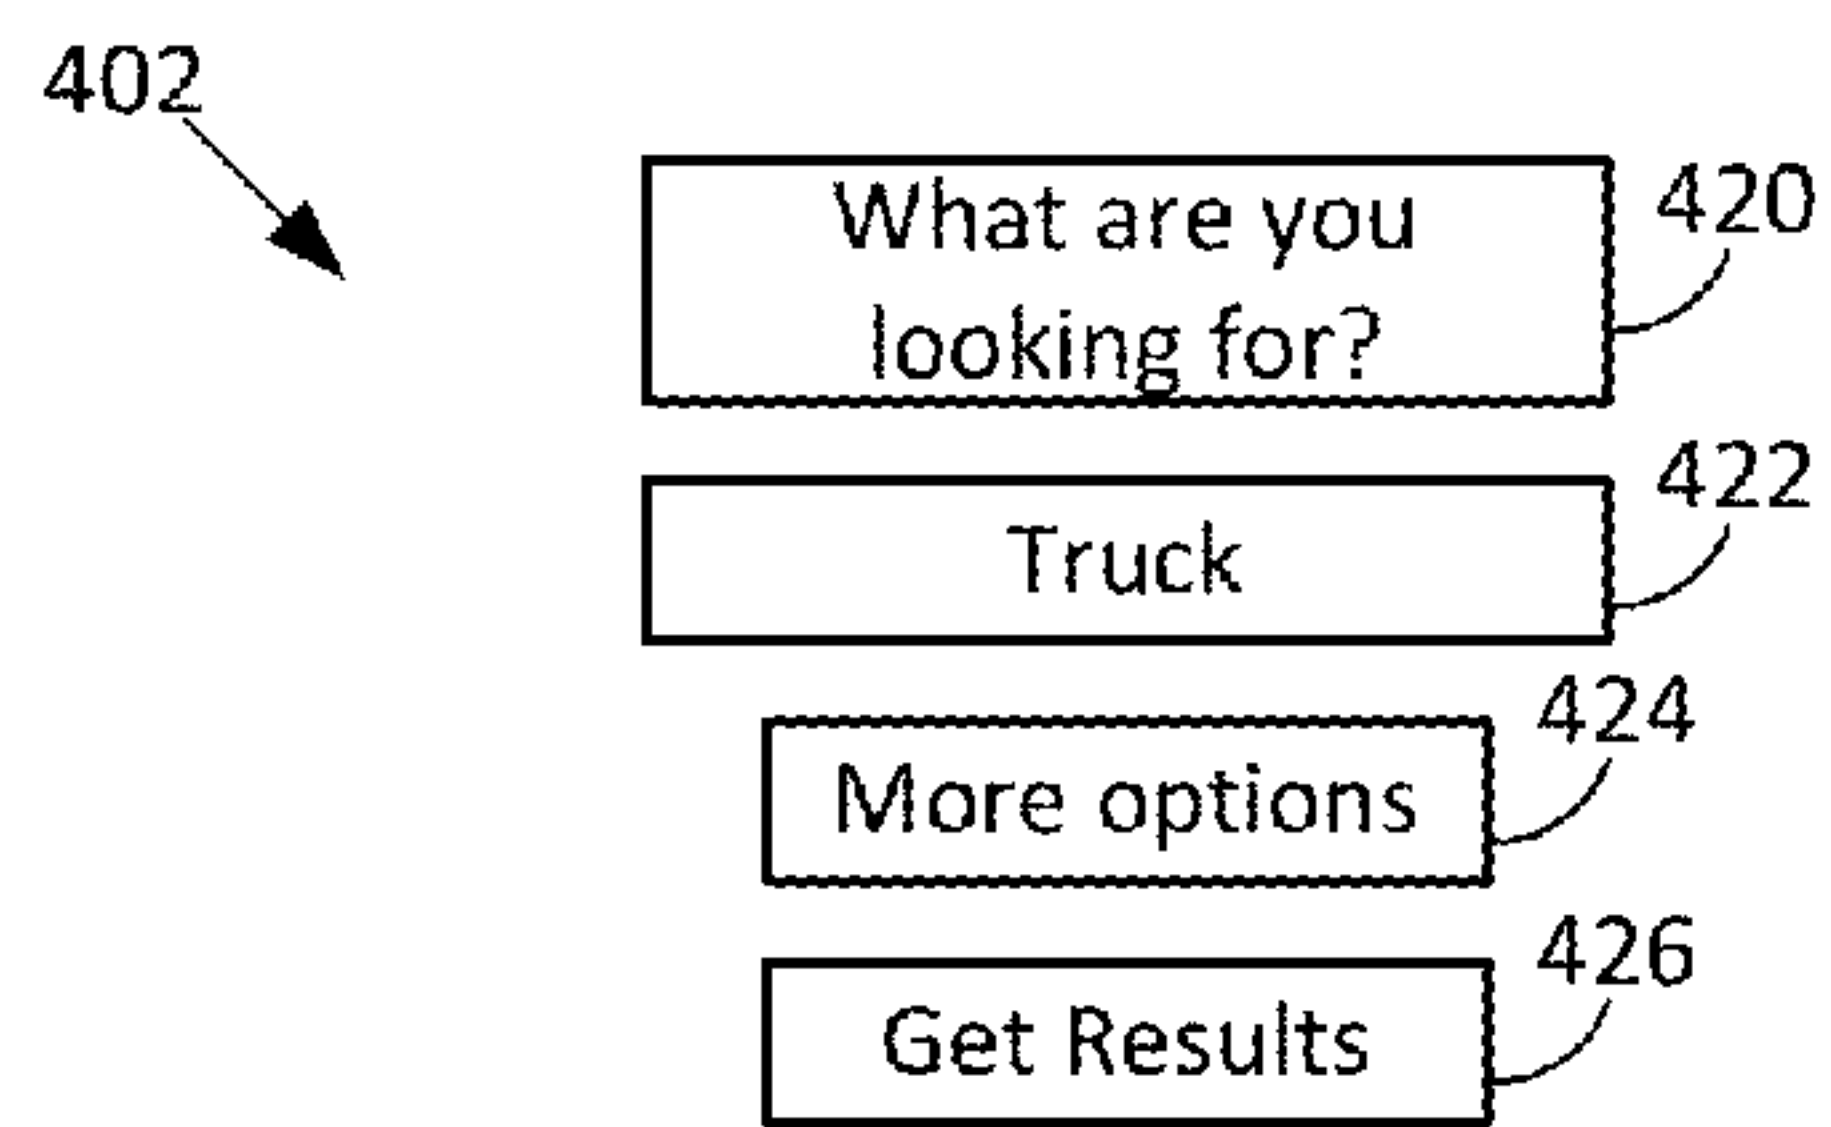 402
What are you
looking for?
420
Truck
422
More options
424
Get Results
426